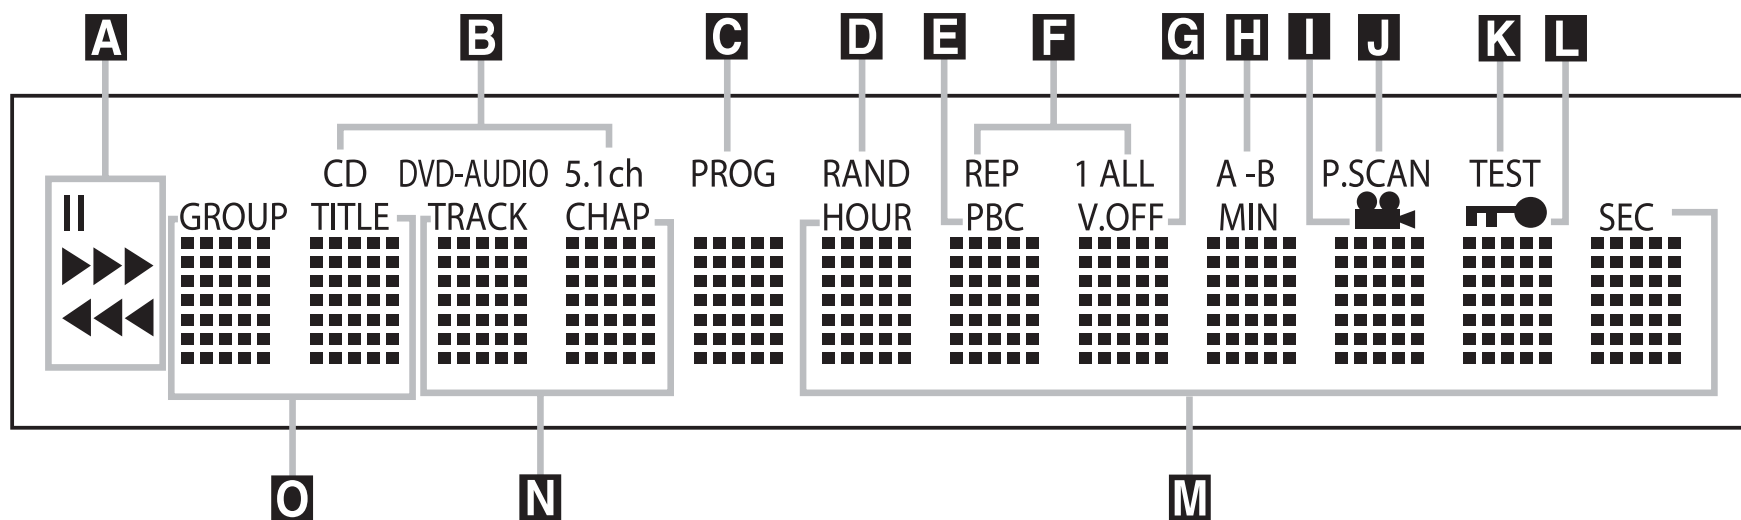 A B C D E F G H I J K L
CD DVD-AUDIO 5.1ch PROG RAND REP 1 ALL A -B P.SCAN TEST
GROUP TITLE TRACK CHAP HOUR PBC V.OFF MIN SEC
O N M